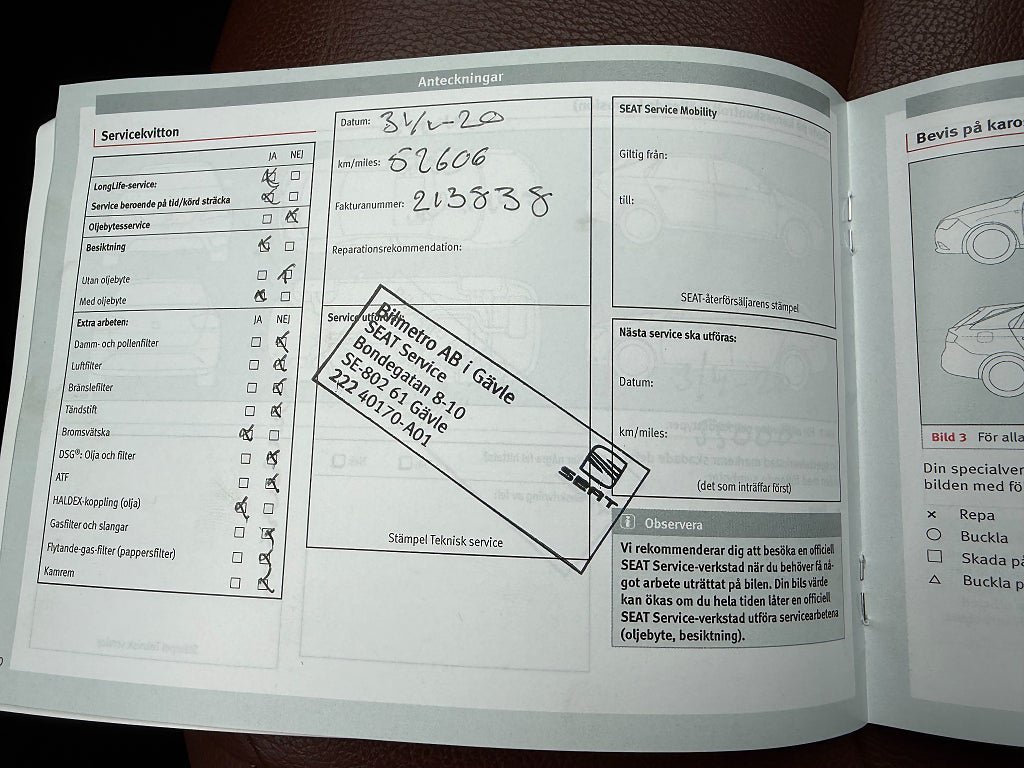 Anteckningar
Servicekvitton
JA NEJ
LongLife-service:
Service beroende på tid/körd sträcka
Oljebytesservice
Besiktning
Utan oljebyte
Med oljebyte
Extra arbeten: JA NEJ
Damm- och pollenfilter
Luftfilter
Bränslefilter
Tändstift
Bromsvätska
DSG®: Olja och filter
ATF
HALDEX-koppling (olja)
Gasfilter och slangar
Flytande-gas-filter (pappersfilter)
Kamrem
Datum:
km/miles: 52606
Fakturanummer: 213838
Reparationsrekommendation:
Bilmetro AB i Gävle
SEAT Service
Bondegatan 8-10
SE-802 61 Gävle
222 40170-A01
SEAT
Stämpel Teknisk service
SEAT Service Mobility
Giltig från:
till:
SEAT-återförsäljarens stämpel
Nästa service ska utföras:
Datum:
km/miles:
(det som inträffar först)
Observera
Vi rekommenderar dig att besöka en officiell
SEAT Service-verkstad när du behöver få nå-
got arbete uträttat på bilen. Din bils värde
kan ökas om du hela tiden låter en officiell
SEAT Service-verkstad utföra servicearbetena
(oljebyte, besiktning).
Bevis på karo
Bild 3 För alla
Din specialver
bilden med fö
Repa
Buckla
Skada på
Buckla p